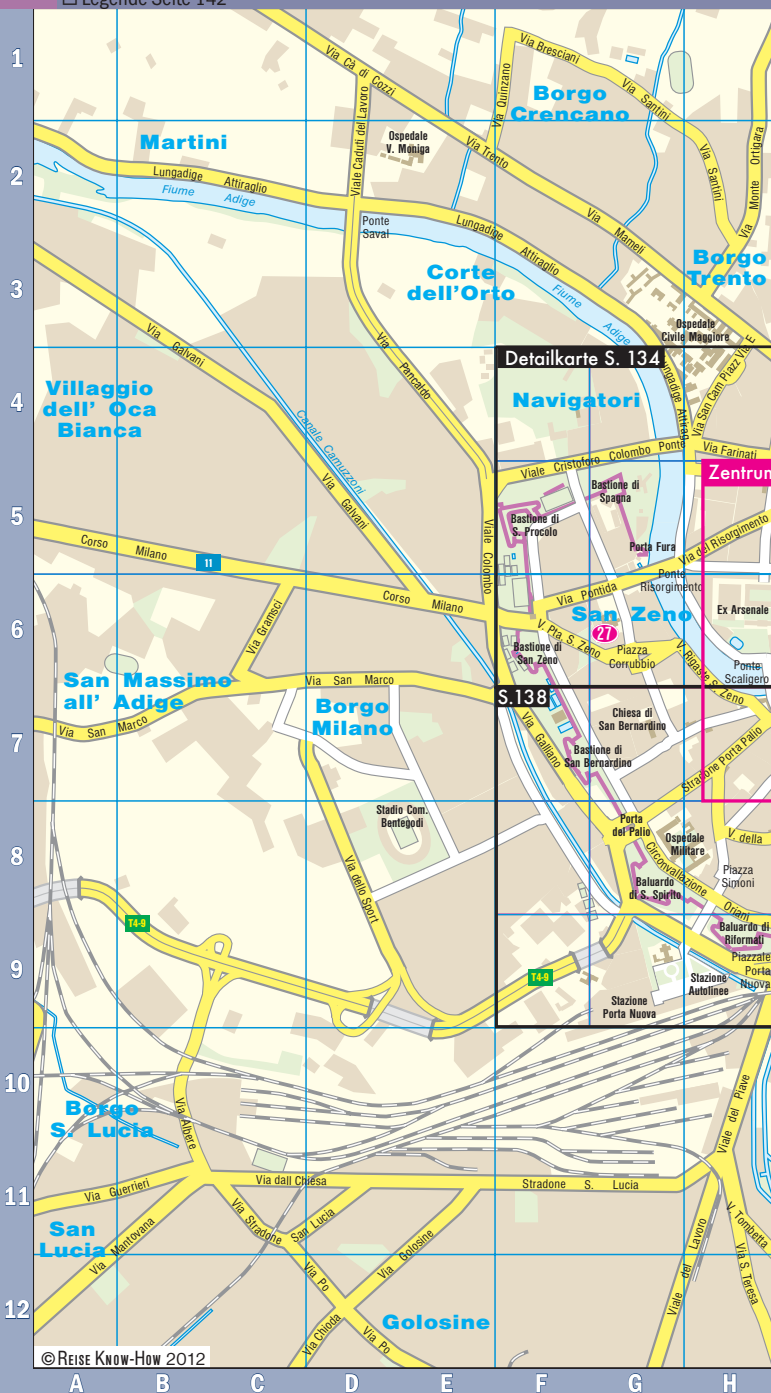 Legende Seite 142
1
Via Cà di Cozzi
Via Bresciani
Via Quinzano
Via Santini
Borgo
Crencano
Viale Caduti del Lavoro
Ospedale
V. Moniga
Martini
2
Via Trento
Via Santini
Via Monte Ortigara
Lungadige Attiraglio
Fiume Adige
Ponte
Saval
Lungadige Attiraglio
Via Mameli
Borgo
Trento
3
Corte
dell'Orto
Fiume Adige
Ospedale
Civile Maggiore
Via Galvani
Via Pancaldo
Detailkarte S. 134
Villaggio
dell' Oca
Bianca
4
Navigatori
Canale Camuzzoni
Viale Cristoforo Colombo Ponte
Via Farinati
Zentrum
Via Galvani
Bastione di
Spagna
5
Bastione di
S. Procolo
Viale Colombo
Porta Fura
Via del Risorgimento
Corso Milano
11
Ponte
Risorgimento
Via Pontida
Corso Milano
Ex Arsenale
Via Gramsci
San Zeno
27
6
V. Pta. S. Zeno
Bastione di
San Zeno
Piazza
Corrubbio
V. Rigaste S. Zeno
Ponte
Scaligero
San Massimo
all' Adige
Via San Marco
S.138
Borgo
Milano
Via San Marco
7
Via Galliano
Chiesa di
San Bernardino
Bastione di
San Bernardino
Stradone Porta Palio
Stadio Com.
Bentegodi
Porta
del Palio
Ospedale
Militare
V. della
8
Via dello Sport
Circonvallazione Oriani
Piazza
Simoni
Baluardo
di S. Spirito
T4-9
Baluardo di
Riformati
9
Piazzale
Porta
Nuova
T4-9
Stazione
Autolinee
Stazione
Porta Nuova
10
Borgo
S. Lucia
Via Albere
Viale del Piave
11
Via Guerrieri
Via dall Chiesa
Stradone S. Lucia
San
Lucia
Via Mantovana
Via Stradone San Lucia
Via Golosine
Viale del Lavoro
V. Tombetta
Via S. Teresa
12
Via Po
Via Chioda
Via Po
Golosine
© REISE KNOW-HOW 2012
A B C D E F G H